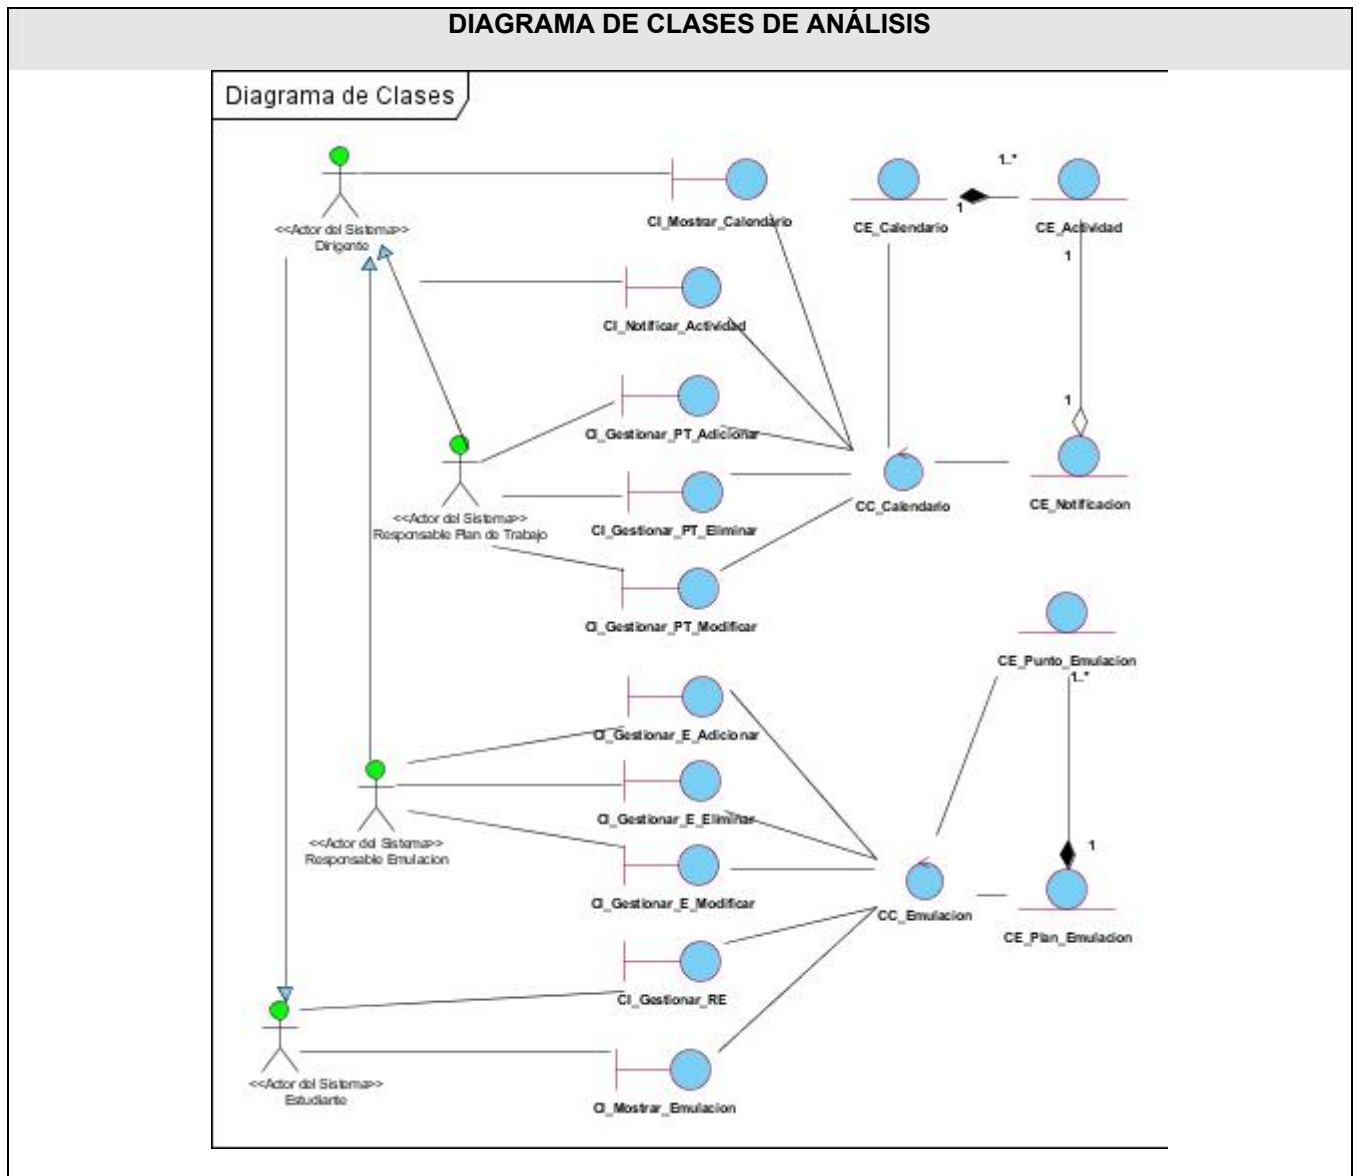 DIAGRAMA DE CLASES DE ANÁLISIS
Diagrama de Clases
<<Actor del Sistema>>
Dirigente
CI_Mostrar_Calendario
CE_Calendario
1
1..*
CE_Actividad
1
CI_Notificar_Actividad
CI_Gestionar_PT_Adicionar
1
<<Actor del Sistema>>
Responsable Plan de Trabajo
CI_Gestionar_PT_Eliminar
CC_Calendario
CE_Notificacion
CI_Gestionar_PT_Modificar
CE_Punto_Emulacion
1..*
CI_Gestionar_E_Adicionar
<<Actor del Sistema>>
Responsable Emulacion
CI_Gestionar_E_Eliminar
1
CI_Gestionar_E_Modificar
CC_Emulacion
CE_Plan_Emulacion
CI_Gestionar_RE
<<Actor del Sistema>>
Estudiante
CI_Mostrar_Emulacion